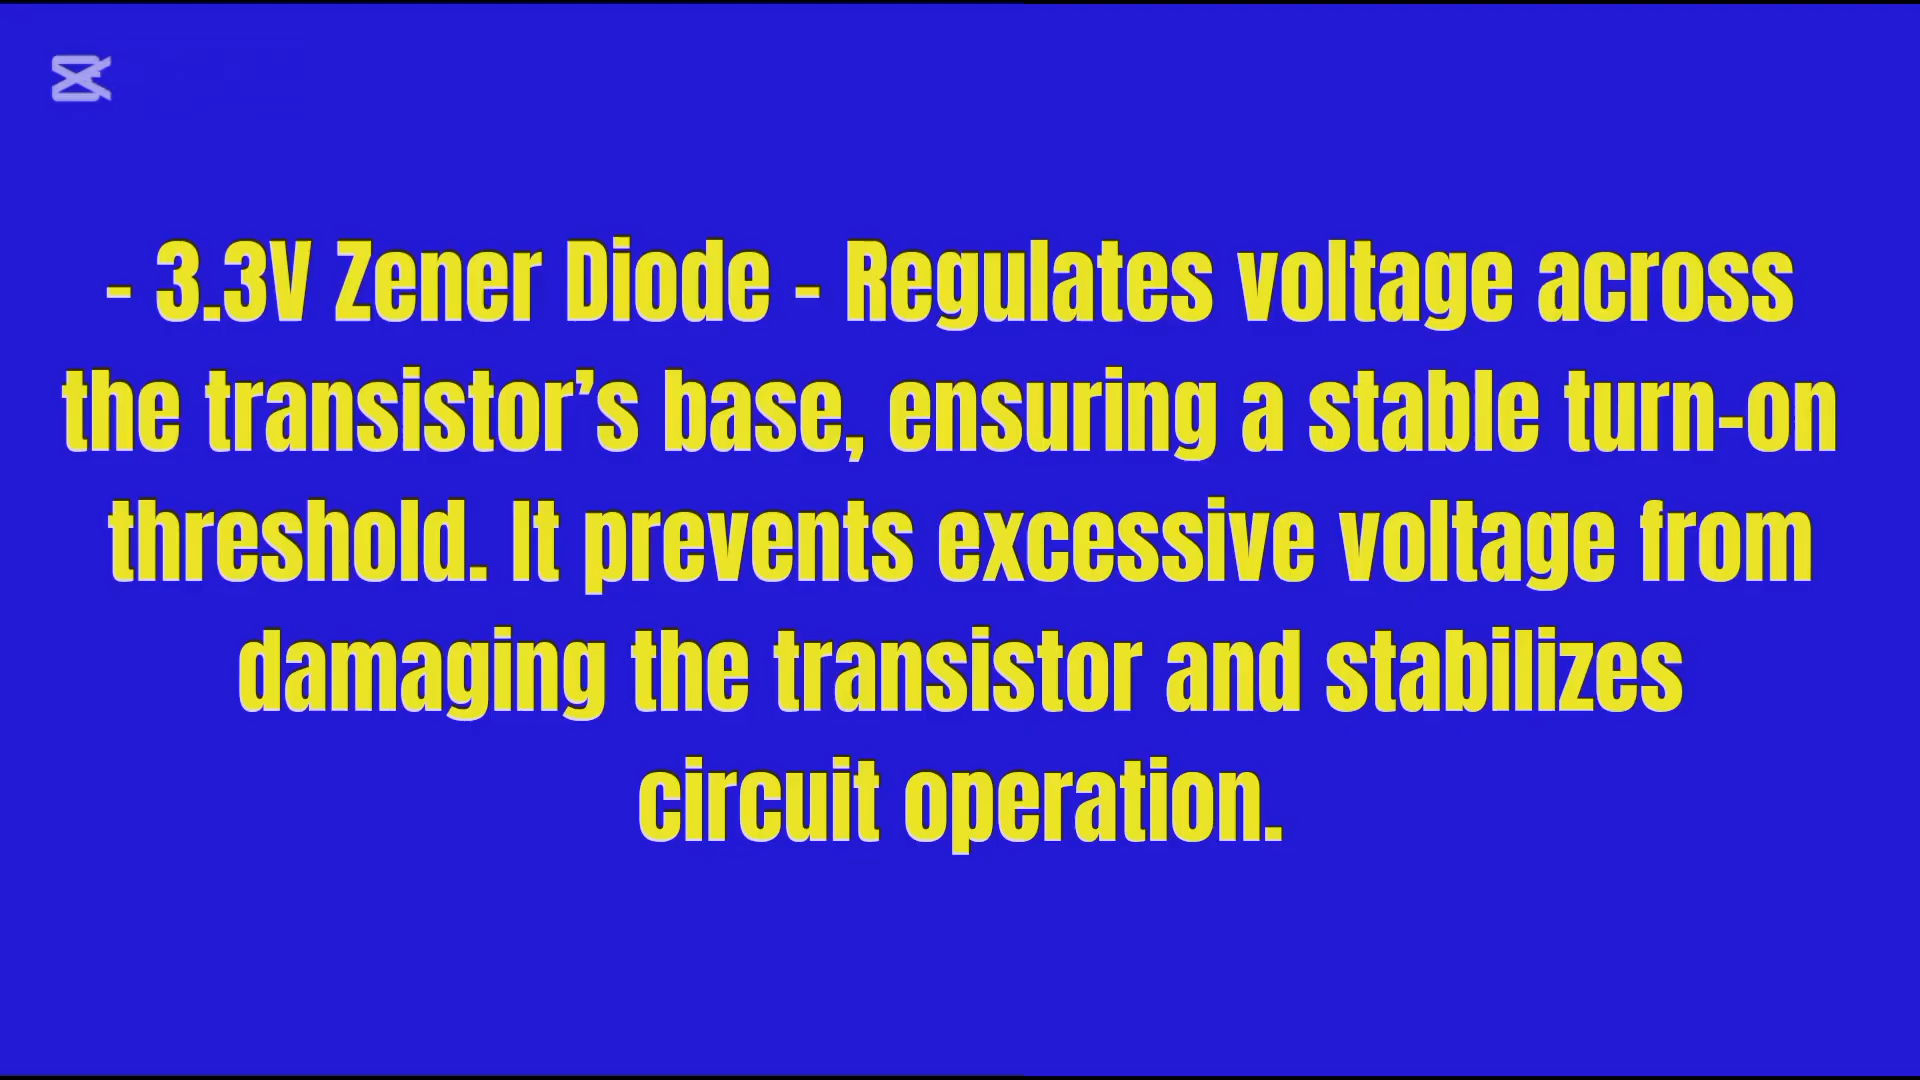 - 3.3V Zener Diode - Regulates voltage across
the transistor’s base, ensuring a stable turn-on
threshold. It prevents excessive voltage from
damaging the transistor and stabilizes
circuit operation.